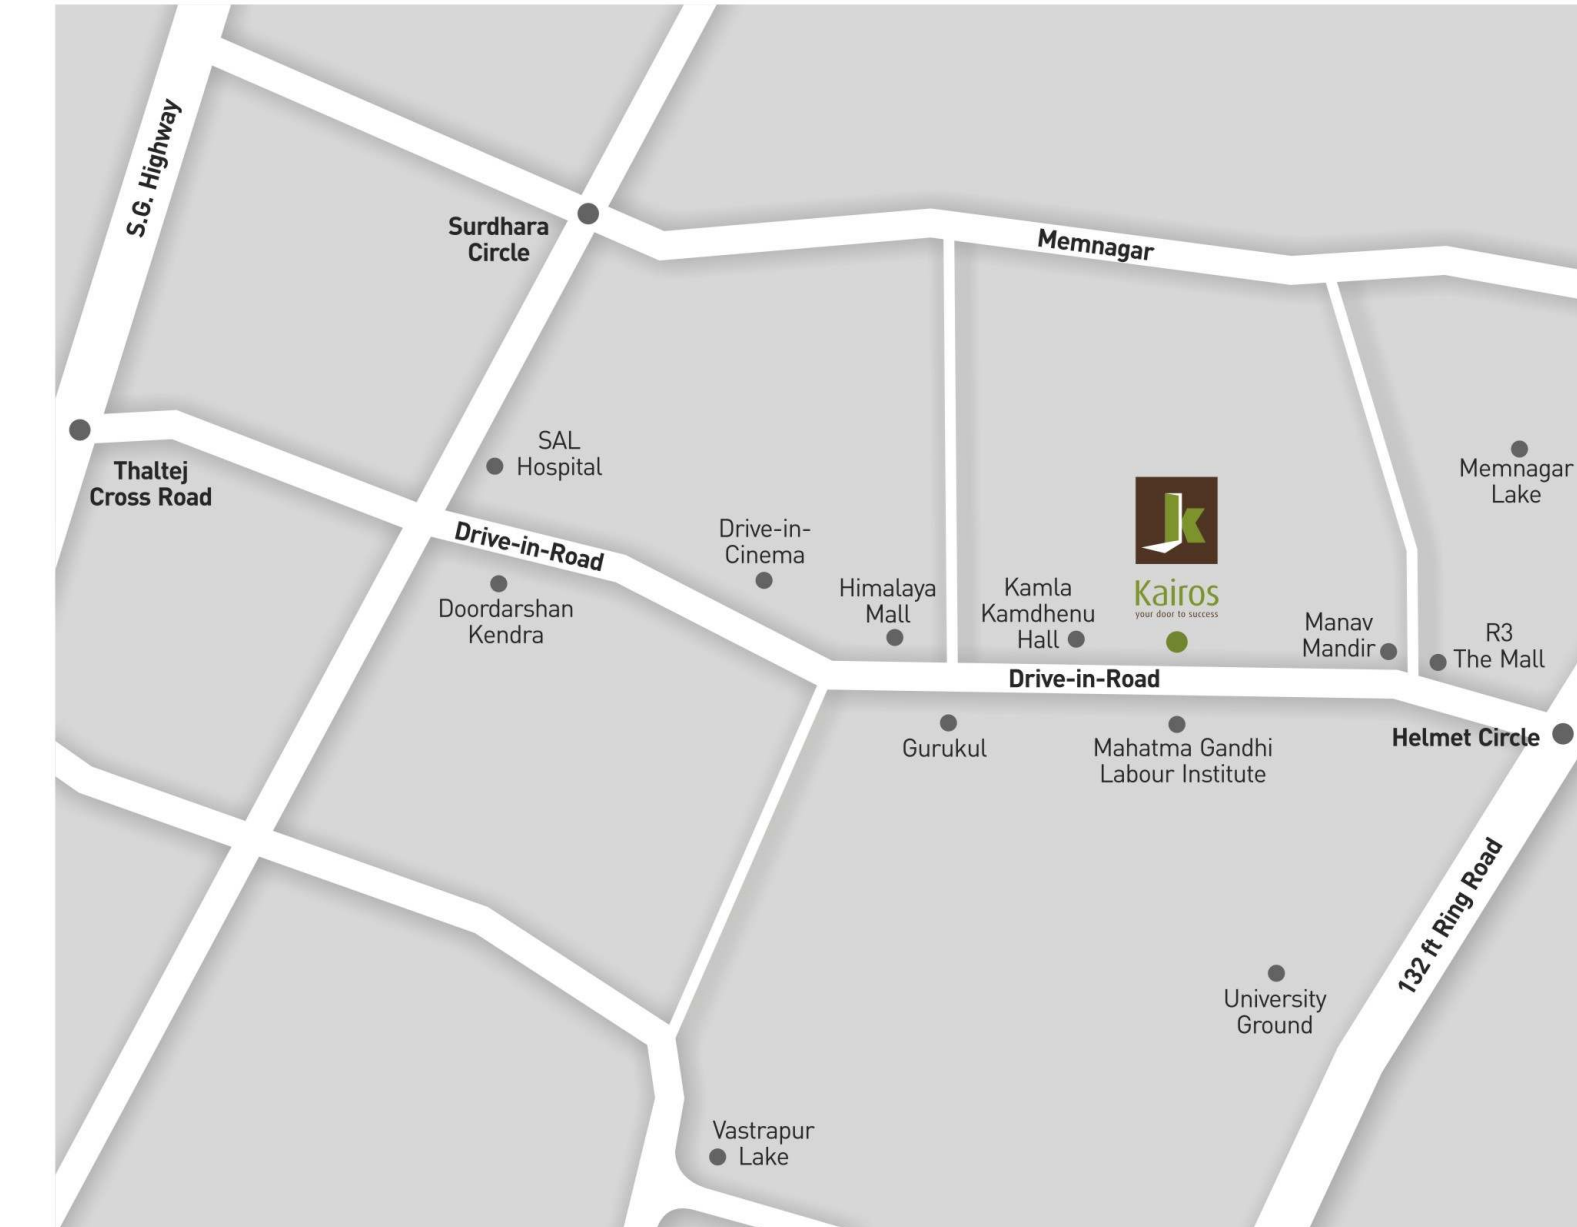 S.G. Highway
Surdhara
Circle
Memnagar
SAL
Hospital
Thaltej
Cross Road
Memnagar
Lake
Drive-in-Road
Drive-in-
Cinema
Doordarshan
Kendra
Himalaya
Mall
Kamla
Kamdhenu
Hall
Kairos
your door to success
Manav
Mandir
R3
The Mall
Drive-in-Road
Helmet Circle
Gurukul
Mahatma Gandhi
Labour Institute
132 ft Ring Road
University
Ground
Vastrapur
Lake